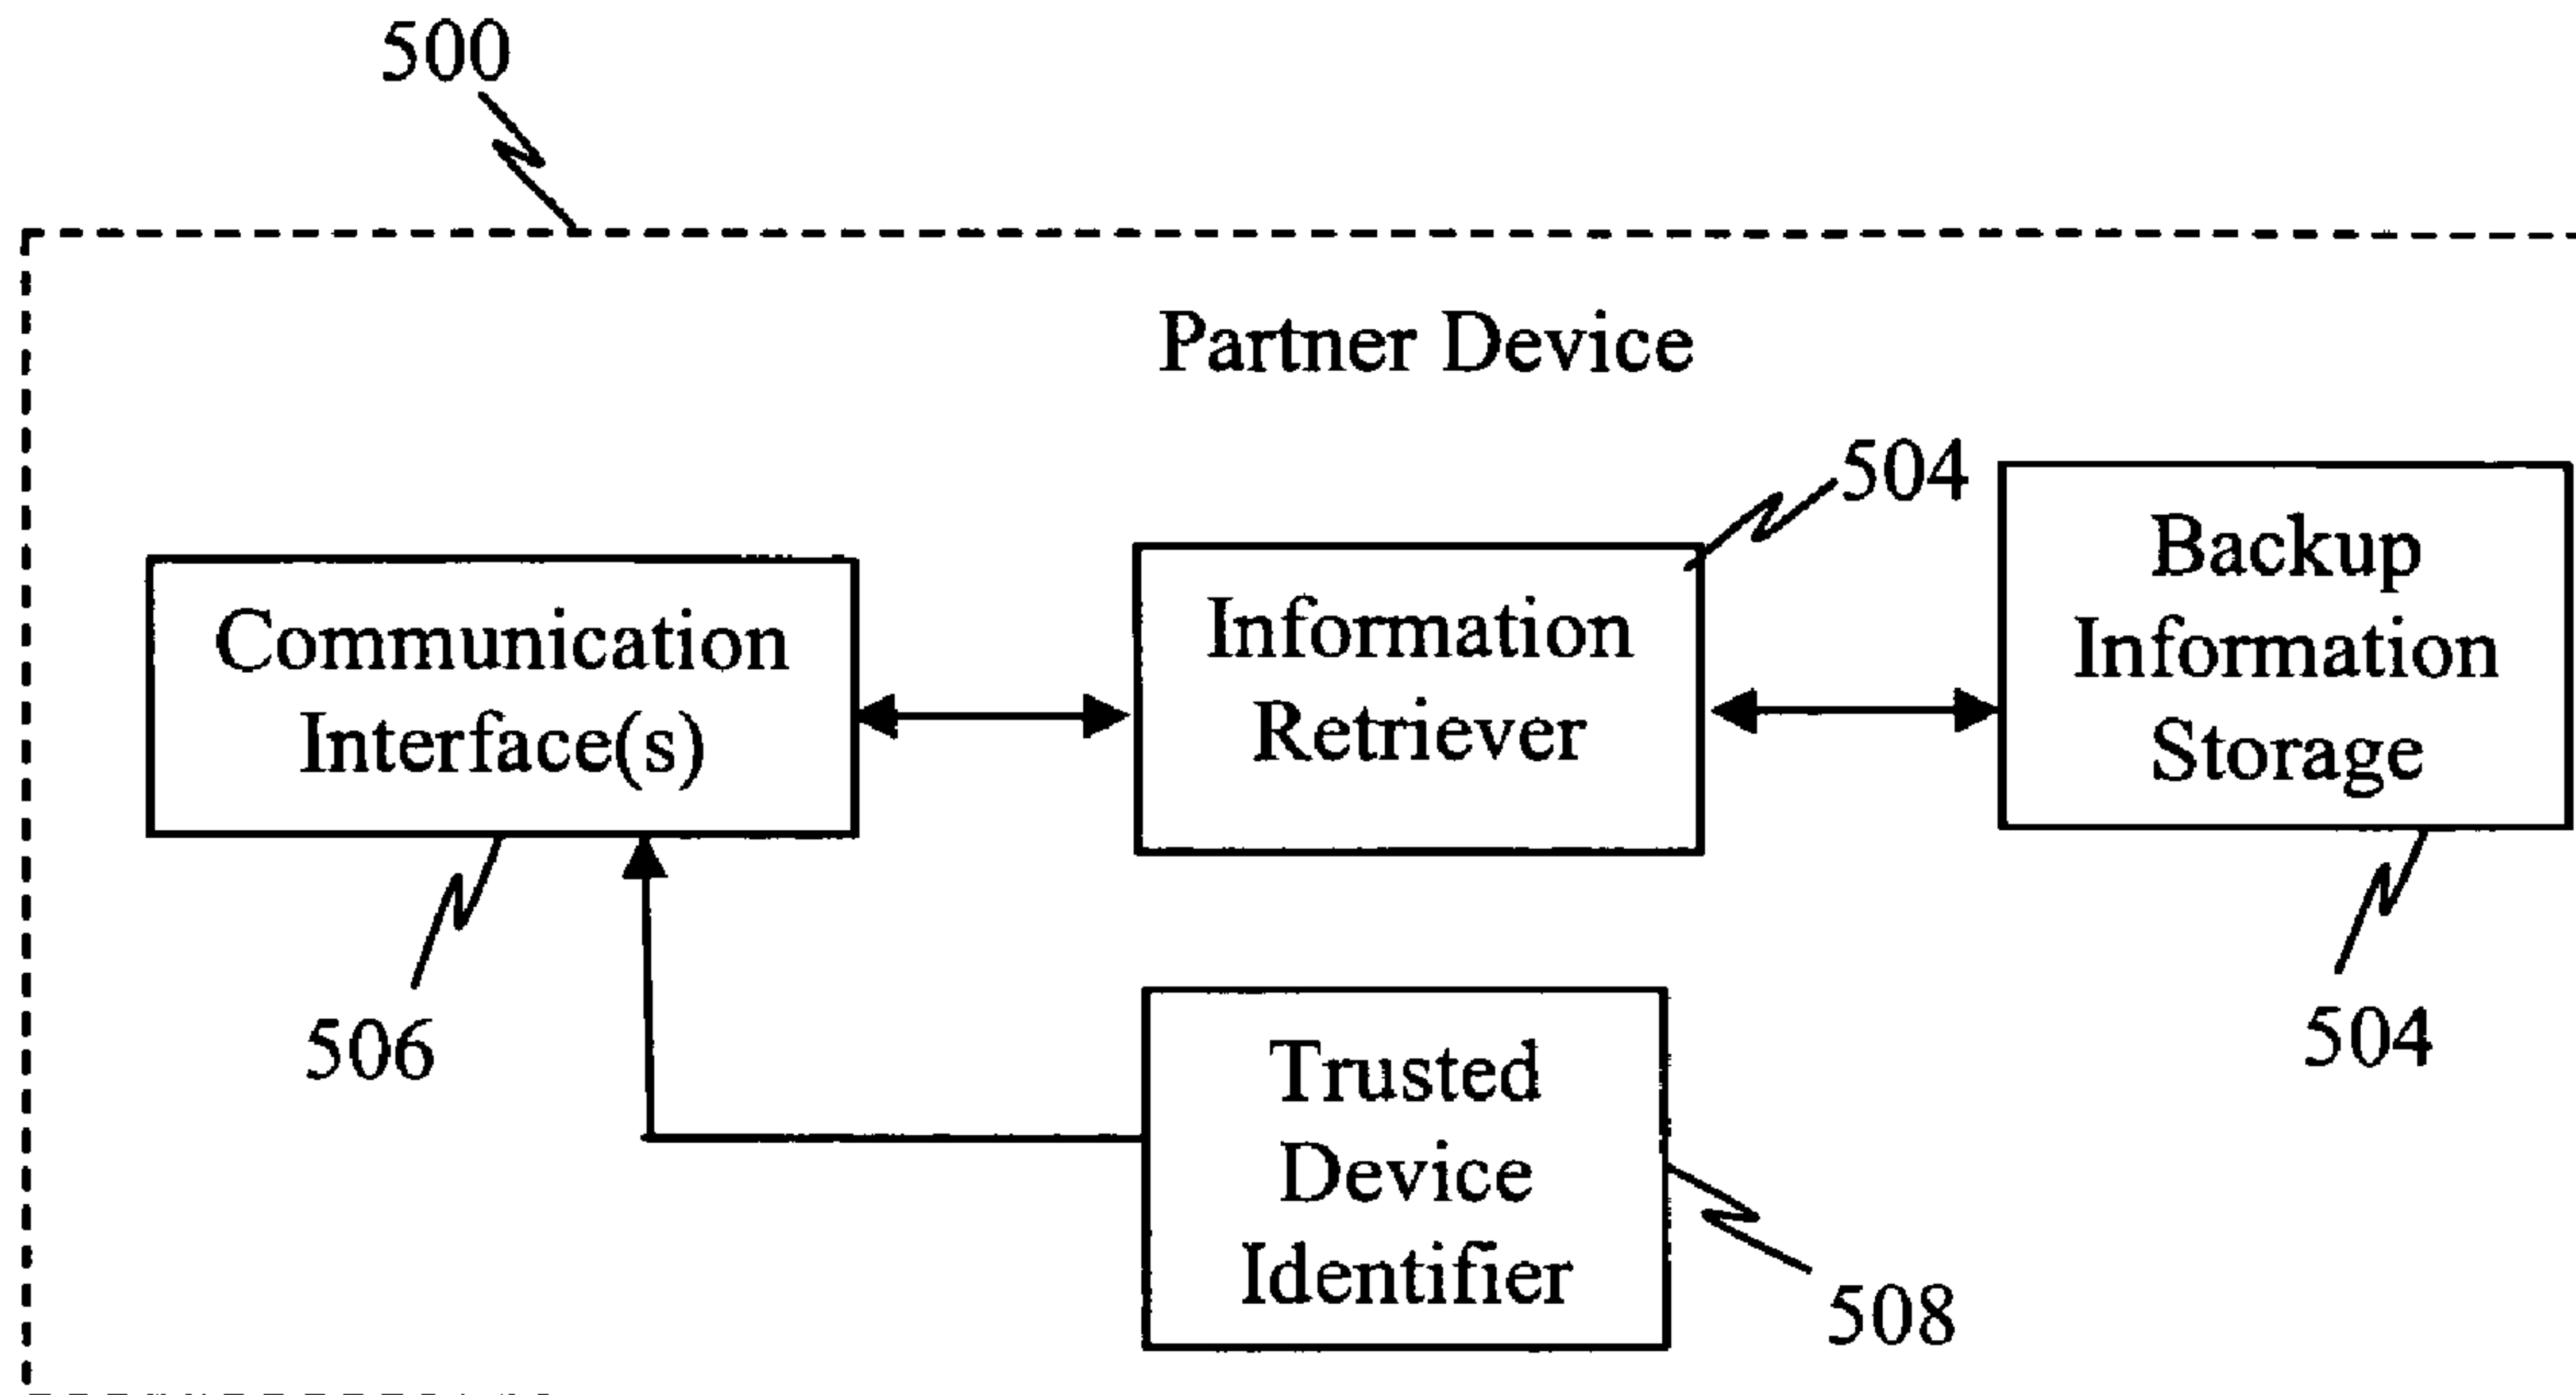 500
Partner Device
504
Communication
Interface(s)
Information
Retriever
Backup
Information
Storage
506
504
Trusted
Device
Identifier
508